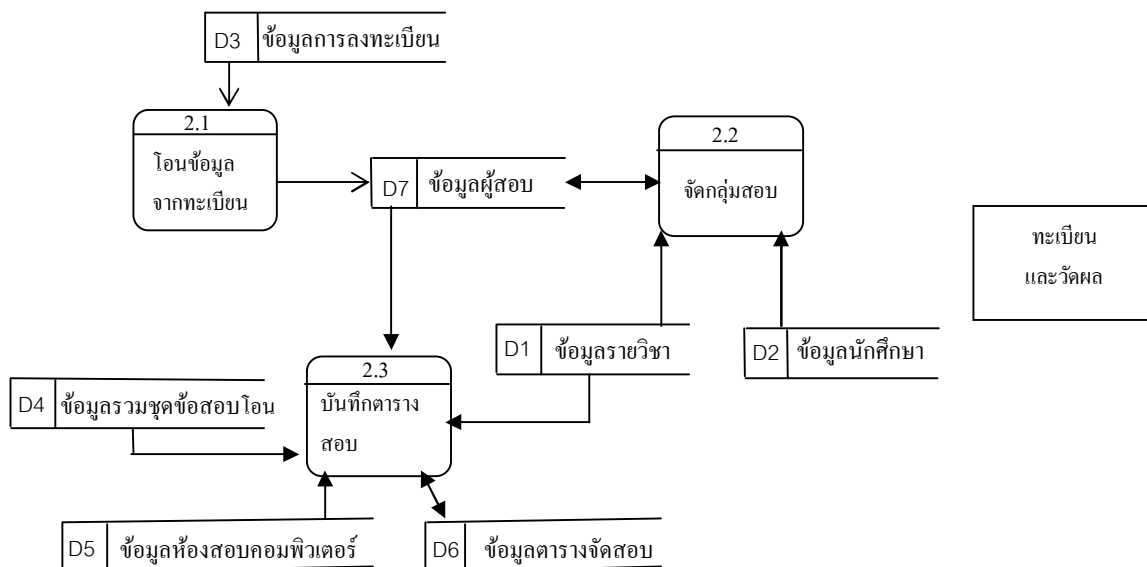 D3 ข้อมูลการลงทะเบียน
2.1
โอนข้อมูล
จากทะเบียน
D7 ข้อมูลผู้สอบ
2.2
จัดกลุ่มสอบ
ทะเบียน
และวัดผล
D1 ข้อมูลรายวิชา
D2 ข้อมูลนักศึกษา
2.3
บันทึกตาราง
สอบ
D4 ข้อมูลรวมชุดข้อสอบโอน
D5 ข้อมูลห้องสอบคอมพิวเตอร์
D6 ข้อมูลตารางจัดสอบ